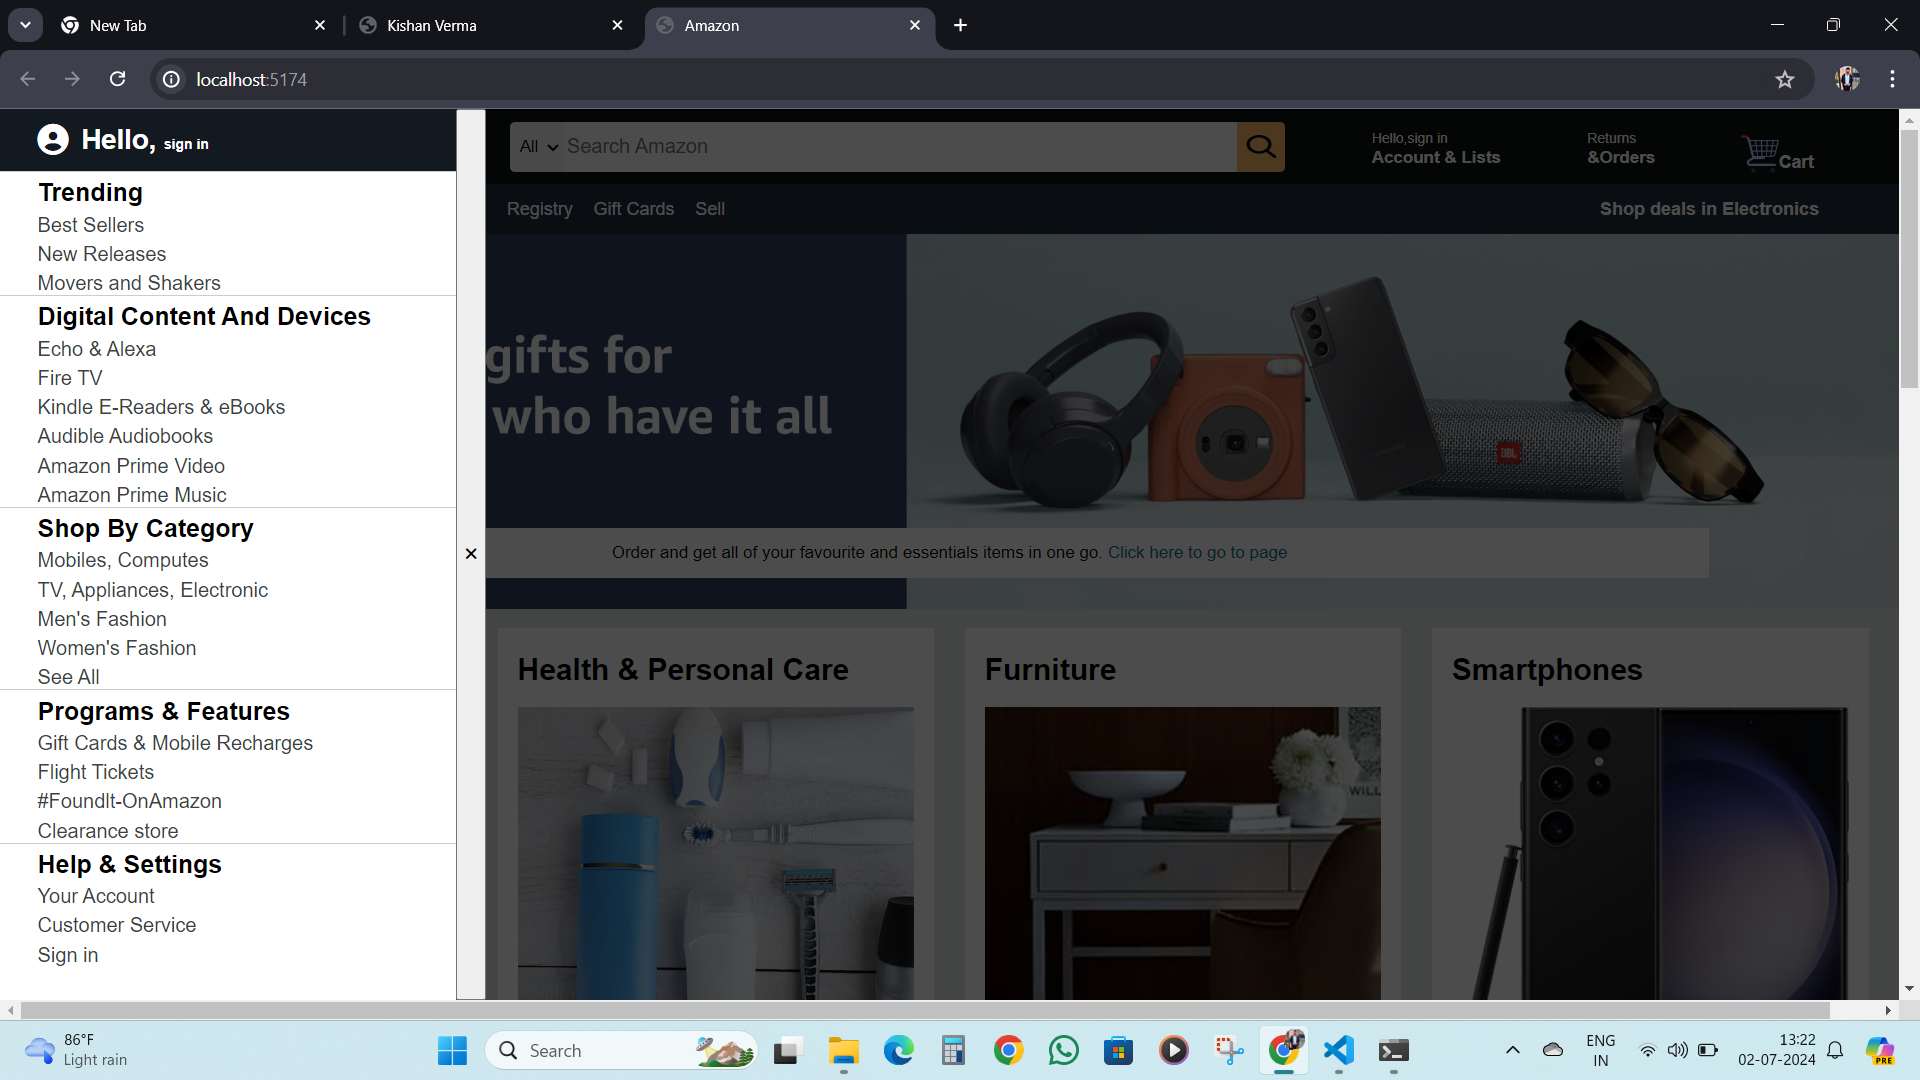 New Tab
Kishan Verma
Amazon
localhost:5174
Hello, sign in
Trending
Best Sellers
New Releases
Movers and Shakers
Digital Content And Devices
Echo & Alexa
Fire TV
Kindle E-Readers & eBooks
Audible Audiobooks
Amazon Prime Video
Amazon Prime Music
Shop By Category
Mobiles, Computes
TV, Appliances, Electronic
Men's Fashion
Women's Fashion
See All
Programs & Features
Gift Cards & Mobile Recharges
Flight Tickets
#FoundIt-OnAmazon
Clearance store
Help & Settings
Your Account
Customer Service
Sign in
All Search Amazon
Hello,sign in
Account & Lists
Returns
&Orders
Cart
Registry Gift Cards Sell
Shop deals in Electronics
gifts for
who have it all
JBL
Order and get all of your favourite and essentials items in one go. Click here to go to page
Health & Personal Care
Furniture
WILL
Smartphones
86°F
Light rain
Search
ENG
IN
13:22
02-07-2024
PRE